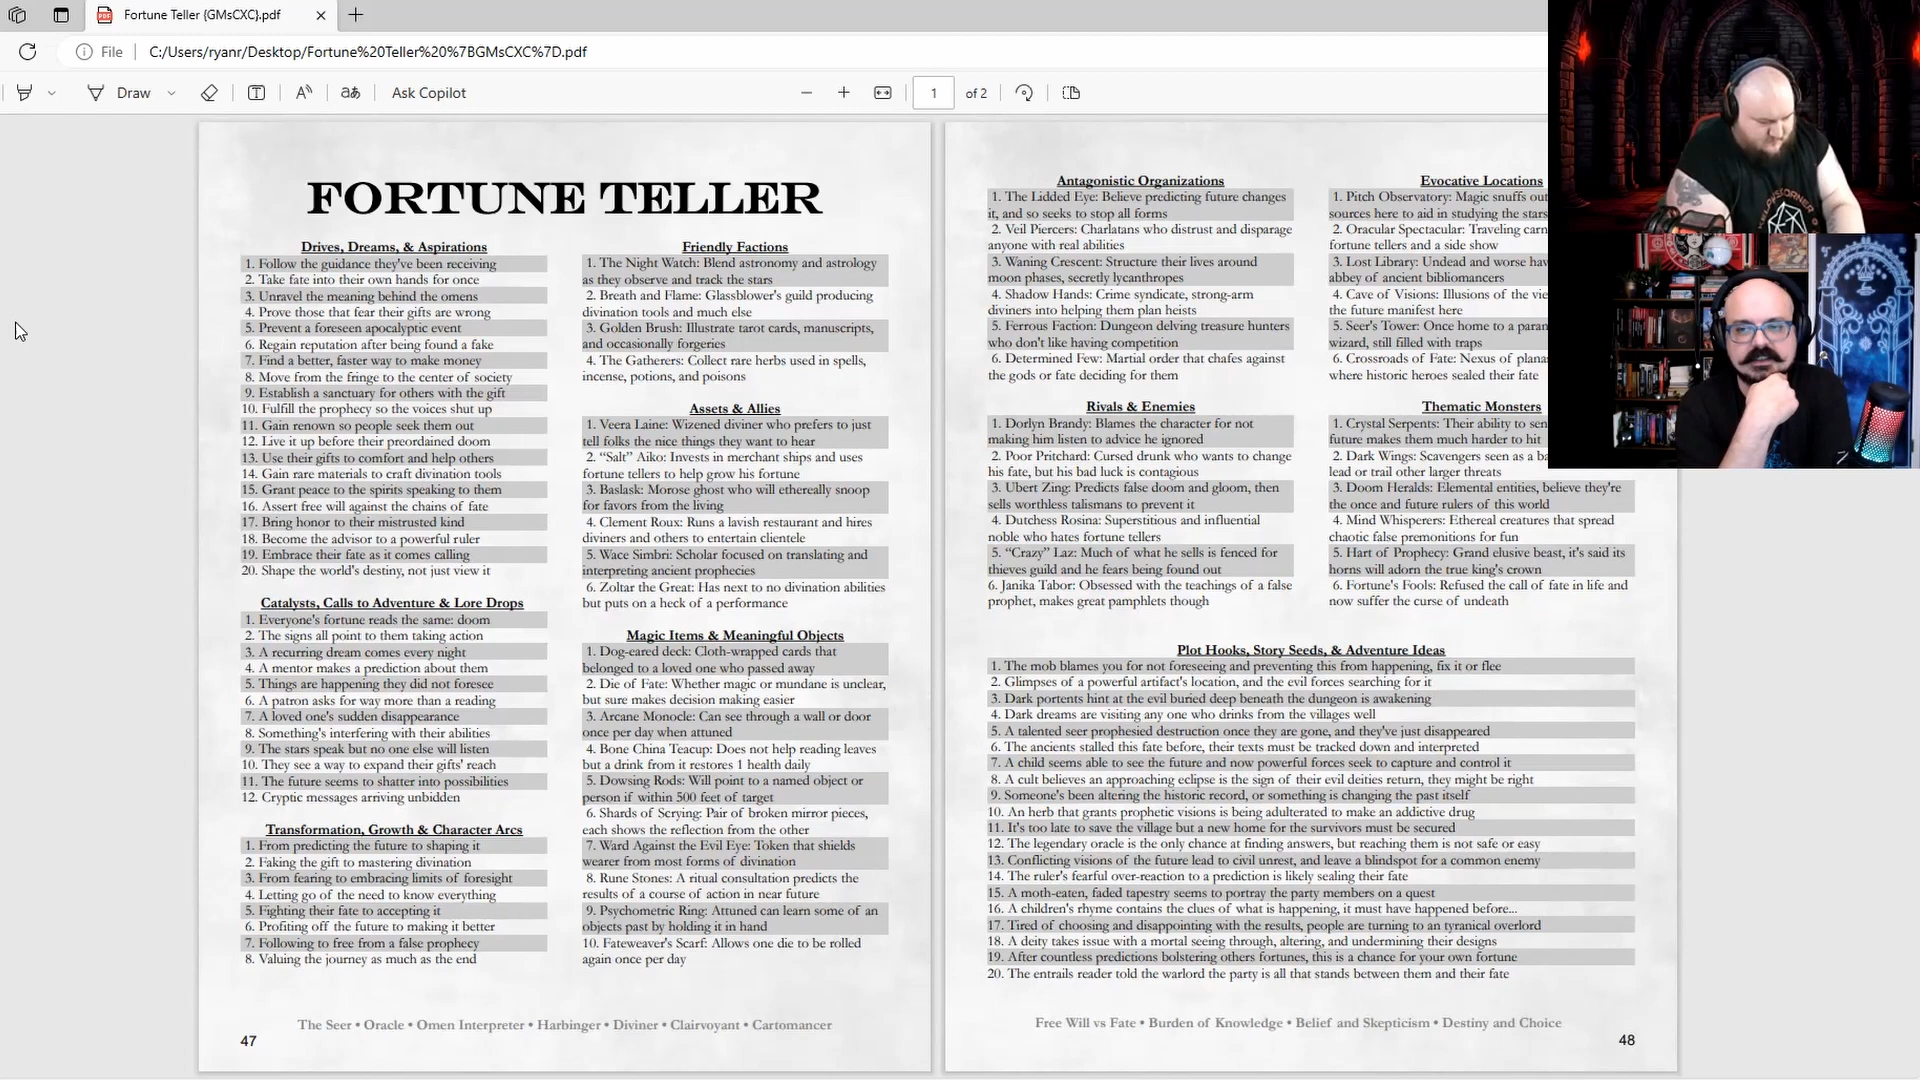 Fortune Teller {GMsCXC}.pdf
File
C:/Users/ryanr/Desktop/Fortune%20Teller%20%7BGMsCXC%7D.pdf
Draw
Ask Copilot
1 of 2
FORTUNE TELLER
Drives, Dreams, & Aspirations
1. Follow the guidance they've been receiving
2. Take fate into their own hands for once
3. Unravel the meaning behind the omens
4. Prove those that fear their gifts are wrong
5. Prevent a foreseen apocalyptic event
6. Regain reputation after being found a fake
7. Find a better, faster way to make money
8. Move from the fringe to the center of society
9. Establish a sanctuary for others with the gift
10. Fulfill the prophecy so the voices shut up
11. Gain renown so people seek them out
12. Live it up before their preordained doom
13. Use their gifts to comfort and help others
14. Gain rare materials to craft divination tools
15. Grant peace to the spirits speaking to them
16. Assert free will against the chains of fate
17. Bring honor to their mistrusted kind
18. Become the advisor to a powerful ruler
19. Embrace their fate as it comes calling
20. Shape the world's destiny, not just view it
Catalysts, Calls to Adventure & Lore Drops
1. Everyone's fortune reads the same: doom
2. The signs all point to them taking action
3. A recurring dream comes every night
4. A mentor makes a prediction about them
5. Things are happening they did not foresee
6. A patron asks for way more than a reading
7. A loved one's sudden disappearance
8. Something's interfering with their abilities
9. The stars speak but no one else will listen
10. They see a way to expand their gifts' reach
11. The future seems to shatter into possibilities
12. Cryptic messages arriving unbidden
Transformation, Growth & Character Arcs
1. From predicting the future to shaping it
2. Faking the gift to mastering divination
3. From fearing to embracing limits of foresight
4. Letting go of the need to know everything
5. Fighting their fate to accepting it
6. Profiting off the future to making it better
7. Following to free from a false prophecy
8. Valuing the journey as much as the end
Friendly Factions
1. The Night Watch: Blend astronomy and astrology
as they observe and track the stars
2. Breath and Flame: Glassblower's guild producing
divination tools and much else
3. Golden Brush: Illustrate tarot cards, manuscripts,
and occasionally forgeries
4. The Gatherers: Collect rare herbs used in spells,
incense, potions, and poisons
Assets & Allies
1. Veera Laine: Wizened diviner who prefers to just
tell folks the nice things they want to hear
2. “Salt” Aiko: Invests in merchant ships and uses
fortune tellers to help grow his fortune
3. Baslask: Morose ghost who will ethereally snoop
for favors from the living
4. Clement Roux: Runs a lavish restaurant and hires
diviners and others to entertain clientele
5. Wace Simbri: Scholar focused on translating and
interpreting ancient prophecies
6. Zoltar the Great: Has next to no divination abilities
but puts on a heck of a performance
Magic Items & Meaningful Objects
1. Dog-eared deck: Cloth-wrapped cards that
belonged to a loved one who passed away
2. Die of Fate: Whether magic or mundane is unclear,
but sure makes decision making easier
3. Arcane Monocle: Can see through a wall or door
once per day when attuned
4. Bone China Teacup: Does not help reading leaves
but a drink from it restores 1 health daily
5. Dowsing Rods: Will point to a named object or
person if within 500 feet of target
6. Shards of Scrying: Pair of broken mirror pieces,
each shows the reflection from the other
7. Ward Against the Evil Eye: Token that shields
wearer from most forms of divination
8. Rune Stones: A ritual consultation predicts the
results of a course of action in near future
9. Psychometric Ring: Attuned can learn some of an
objects past by holding it in hand
10. Fateweaver's Scarf: Allows one die to be rolled
again once per day
The Seer • Oracle • Omen Interpreter • Harbinger • Diviner • Clairvoyant • Cartomancer
47
Antagonistic Organizations
1. The Lidded Eye: Believe predicting future changes
it, and so seeks to stop all forms
2. Veil Piercers: Charlatans who distrust and disparage
anyone with real abilities
3. Waning Crescent: Structure their lives around
moon phases, secretly lycanthropes
4. Shadow Hands: Crime syndicate, strong-arm
diviners into helping them plan heists
5. Ferrous Faction: Dungeon delving treasure hunters
who don't like having competition
6. Determined Few: Martial order that chafes against
the gods or fate deciding for them
Rivals & Enemies
1. Dorlyn Brandy: Blames the character for not
making him listen to advice he ignored
2. Poor Pritchard: Cursed drunk who wants to change
his fate, but his bad luck is contagious
3. Ubert Zing: Predicts false doom and gloom, then
sells worthless talismans to prevent it
4. Dutchess Rosina: Superstitious and influential
noble who hates fortune tellers
5. “Crazy” Laz: Much of what he sells is fenced for
thieves guild and he fears being found out
6. Janika Tabor: Obsessed with the teachings of a false
prophet, makes great pamphlets though
Evocative Locations
1. Pitch Observatory: Magic snuffs out
sources here to aid in studying the stars
2. Oracular Spectacular: Traveling carn
fortune tellers and a side show
3. Lost Library: Undead and worse hav
abbey of ancient bibliomancers
4. Cave of Visions: Illusions of the vie
the future manifest here
5. Seer's Tower: Once home to a paran
wizard, still filled with traps
6. Crossroads of Fate: Nexus of plana
where historic heroes sealed their fate
Thematic Monsters
1. Crystal Serpents: Their ability to sen
future makes them much harder to hit
2. Dark Wings: Scavengers seen as a ba
lead or trail other larger threats
3. Doom Heralds: Elemental entities, believe they're
the once and future rulers of this world
4. Mind Whisperers: Ethereal creatures that spread
chaotic false premonitions for fun
5. Hart of Prophecy: Grand elusive beast, it's said its
horns will adorn the true king's crown
6. Fortune's Fools: Refused the call of fate in life and
now suffer the curse of undeath
Plot Hooks, Story Seeds, & Adventure Ideas
1. The mob blames you for not foreseeing and preventing this from happening, fix it or flee
2. Glimpses of a powerful artifact's location, and the evil forces searching for it
3. Dark portents hint at the evil buried deep beneath the dungeon is awakening
4. Dark dreams are visiting any one who drinks from the villages well
5. A talented seer prophesied destruction once they are gone, and they've just disappeared
6. The ancients stalled this fate before, their texts must be tracked down and interpreted
7. A child seems able to see the future and now powerful forces seek to capture and control it
8. A cult believes an approaching eclipse is the sign of their evil deities return, they might be right
9. Someone's been altering the historic record, or something is changing the past itself
10. An herb that grants prophetic visions is being adulterated to make an addictive drug
11. It's too late to save the village but a new home for the survivors must be secured
12. The legendary oracle is the only chance at finding answers, but reaching them is not safe or easy
13. Conflicting visions of the future lead to civil unrest, and leave a blindspot for a common enemy
14. The ruler's fearful over-reaction to a prediction is likely sealing their fate
15. A moth-eaten, faded tapestry seems to portray the party members on a quest
16. A children's rhyme contains the clues of what is happening, it must have happened before...
17. Tired of choosing and disappointing with the results, people are turning to an tyranical overlord
18. A deity takes issue with a mortal seeing through, altering, and undermining their designs
19. After countless predictions bolstering others fortunes, this is a chance for your own fortune
20. The entrails reader told the warlord the party is all that stands between them and their fate
Free Will vs Fate • Burden of Knowledge • Belief and Skepticism • Destiny and Choice
48